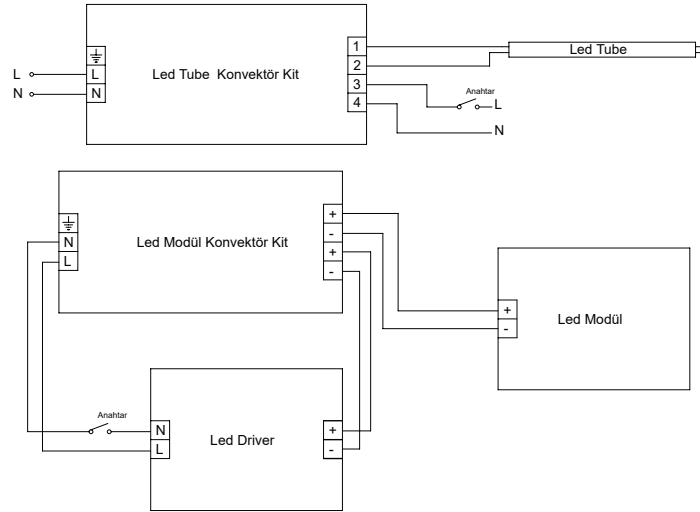 L
N
L
N
Led Tube Konvektör Kit
1
2
3
4
Led Tube
Anahtar
L
N
N
L
Led Modül Konvektör Kit
+
-
+
-
+
-
Led Modül
Anahtar
N
L
Led Driver
+
-